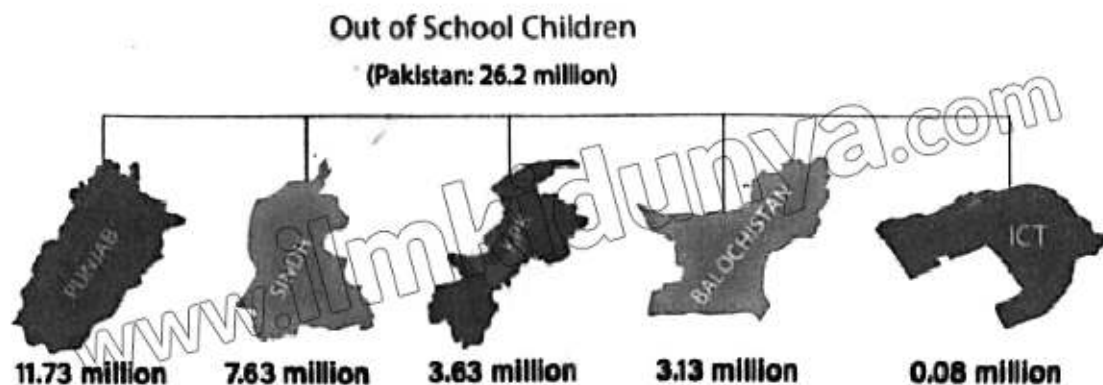 Out of School Children
(Pakistan: 26.2 million)
www.ilmkidunya.com
PUNJAB
SINDH
KPK
BALOCHISTAN
ICT
11.73 million
7.63 million
3.63 million
3.13 million
0.08 million